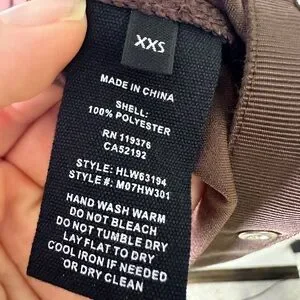 XXS
MADE IN CHINA
SHELL:
100% POLYESTER
RN 119376
CA52192
STYLE: HLW63194
STYLE #: M07HW301
HAND WASH WARM
DO NOT BLEACH
DO NOT TUMBLE DRY
LAY FLAT TO DRY
COOL IRON IF NEEDED
OR DRY CLEAN